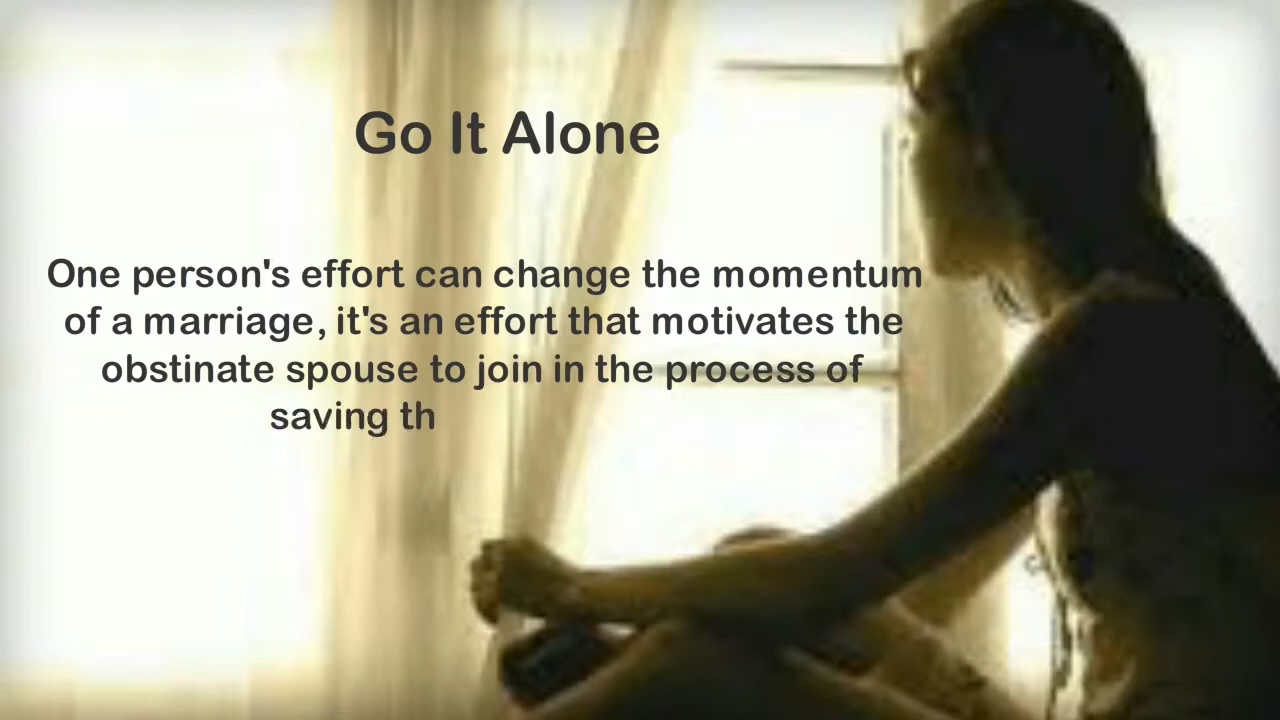 Go It Alone
One person's effort can change the momentum
of a marriage, it's an effort that motivates the
obstinate spouse to join in the process of
saving th